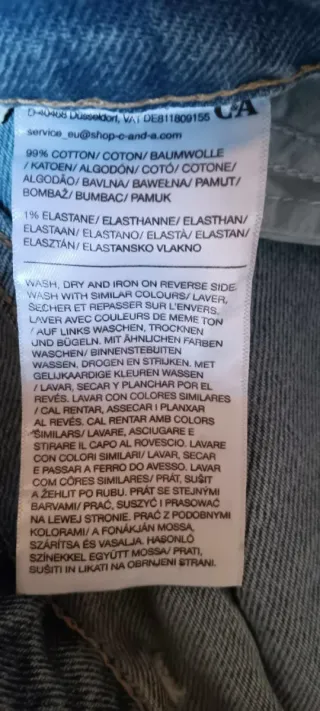 D-40468 Düsseldorf, VAT DE811809155 C&A
service_eu@shop-c-and-a.com
99% COTTON/ COTON/ BAUMWOLLE
/ KATOEN/ ALGODÓN/ COTÓ/ COTONE/
ALGODÃO/ BAVLNA/ BAWEŁNA/ PAMUT/
BOMBAŽ/ BUMBAC/ PAMUK
1% ELASTANE/ ELASTHANNE/ ELASTHAN/
ELASTAAN/ ELASTANO/ ELASTÀ/ ELASTAN/
ELASZTÁN/ ELASTANSKO VLAKNO
WASH, DRY AND IRON ON REVERSE SIDE.
WASH WITH SIMILAR COLOURS/ LAVER,
SÉCHER ET REPASSER SUR L'ENVERS.
LAVER AVEC COULEURS DE MEME TON
/ AUF LINKS WASCHEN, TROCKNEN
UND BÜGELN. MIT ÄHNLICHEN FARBEN
WASCHEN/ BINNENSTEBUITEN
WASSEN, DROGEN EN STRIJKEN. MET
GELIJKAARDIGE KLEUREN WASSEN
/ LAVAR, SECAR Y PLANCHAR POR EL
REVÉS. LAVAR CON COLORES SIMILARES
/ CAL RENTAR, ASSECAR I PLANXAR
AL REVÉS. CAL RENTAR AMB COLORS
SIMILARS/ LAVARE, ASCIUGARE E
STIRARE IL CAPO AL ROVESCIO. LAVARE
CON COLORI SIMILARI/ LAVAR, SECAR
E PASSAR A FERRO DO AVESSO. LAVAR
COM CÔRES SIMILARES/ PRÁT, SUŠIT
A ŽEHLIT PO RUBU. PRÁT SE STEJNÝMI
BARVAMI/ PRAĆ, SUSZYĆ I PRASOWAĆ
NA LEWEJ STRONIE. PRAĆ Z PODOBNYMI
KOLORAMI/ A FONÁKJÁN MOSSA,
SZÁRÍTSA ÉS VASALJA. HASONLÓ
SZÍNEKKEL EGYÜTT MOSSA/ PRATI,
SUŠITI IN LIKATI NA OBRNJENI STRANI.